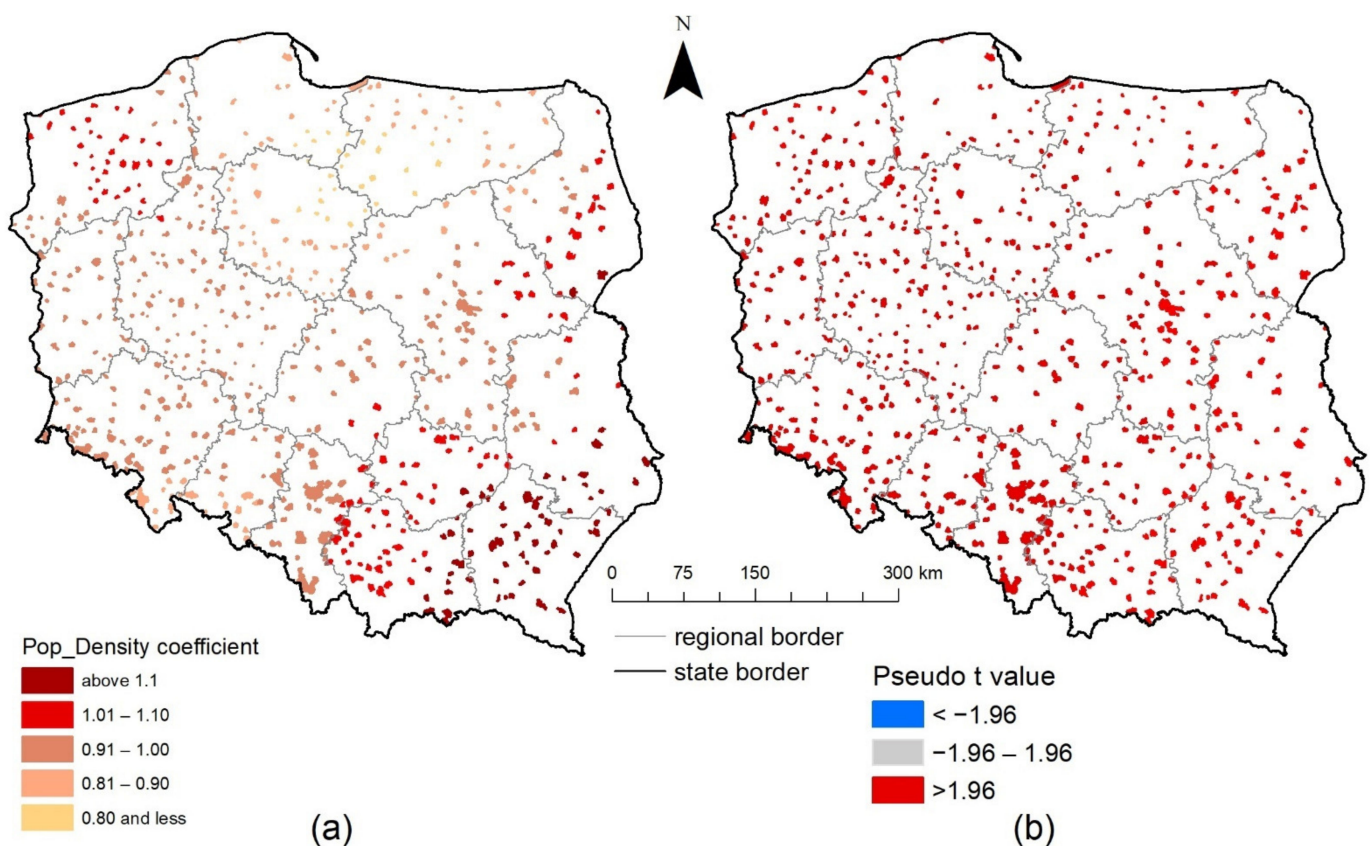 N
0 75 150 300 km
regional border
state border
Pop_Density coefficient
above 1.1
1.01 – 1.10
0.91 – 1.00
0.81 – 0.90
0.80 and less
Pseudo t value
< −1.96
−1.96 – 1.96
>1.96
(a)
(b)